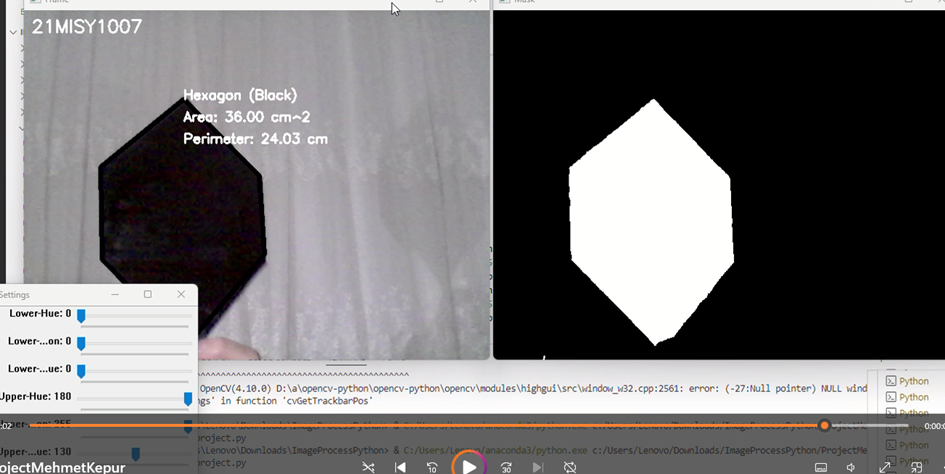 Frame
Mask
21MISY1007
Hexagon (Black)
Area: 36.00 cm^2
Perimeter: 24.03 cm
Settings
Lower-Hue: 0
Lower-...on: 0
Lower-...ue: 0
Upper-Hue: 180
Upper-...on: 255
Upper-...ue: 130
^^^^^^^^^^^^^^^^^^^^^^^^^^^^^^^^^^^^^^^^^^^^^^^^
OpenCV(4.10.0) D:\a\opencv-python\opencv-python\opencv\modules\highgui\src\window_w32.cpp:2561: error: (-27:Null pointer) NULL wind
ngs' in function 'cvGetTrackbarPos'
project.py
\Lenovo\Downloads\ImageProcessPython> & C:/Users/Lenovo/anaconda3/python.exe c:/Users/Lenovo/Downloads/ImageProcessPython/ProjectMe
project.py
Python
Python
Python
Python
Python
:02
0:00:0
10
30
ojectMehmetKepur